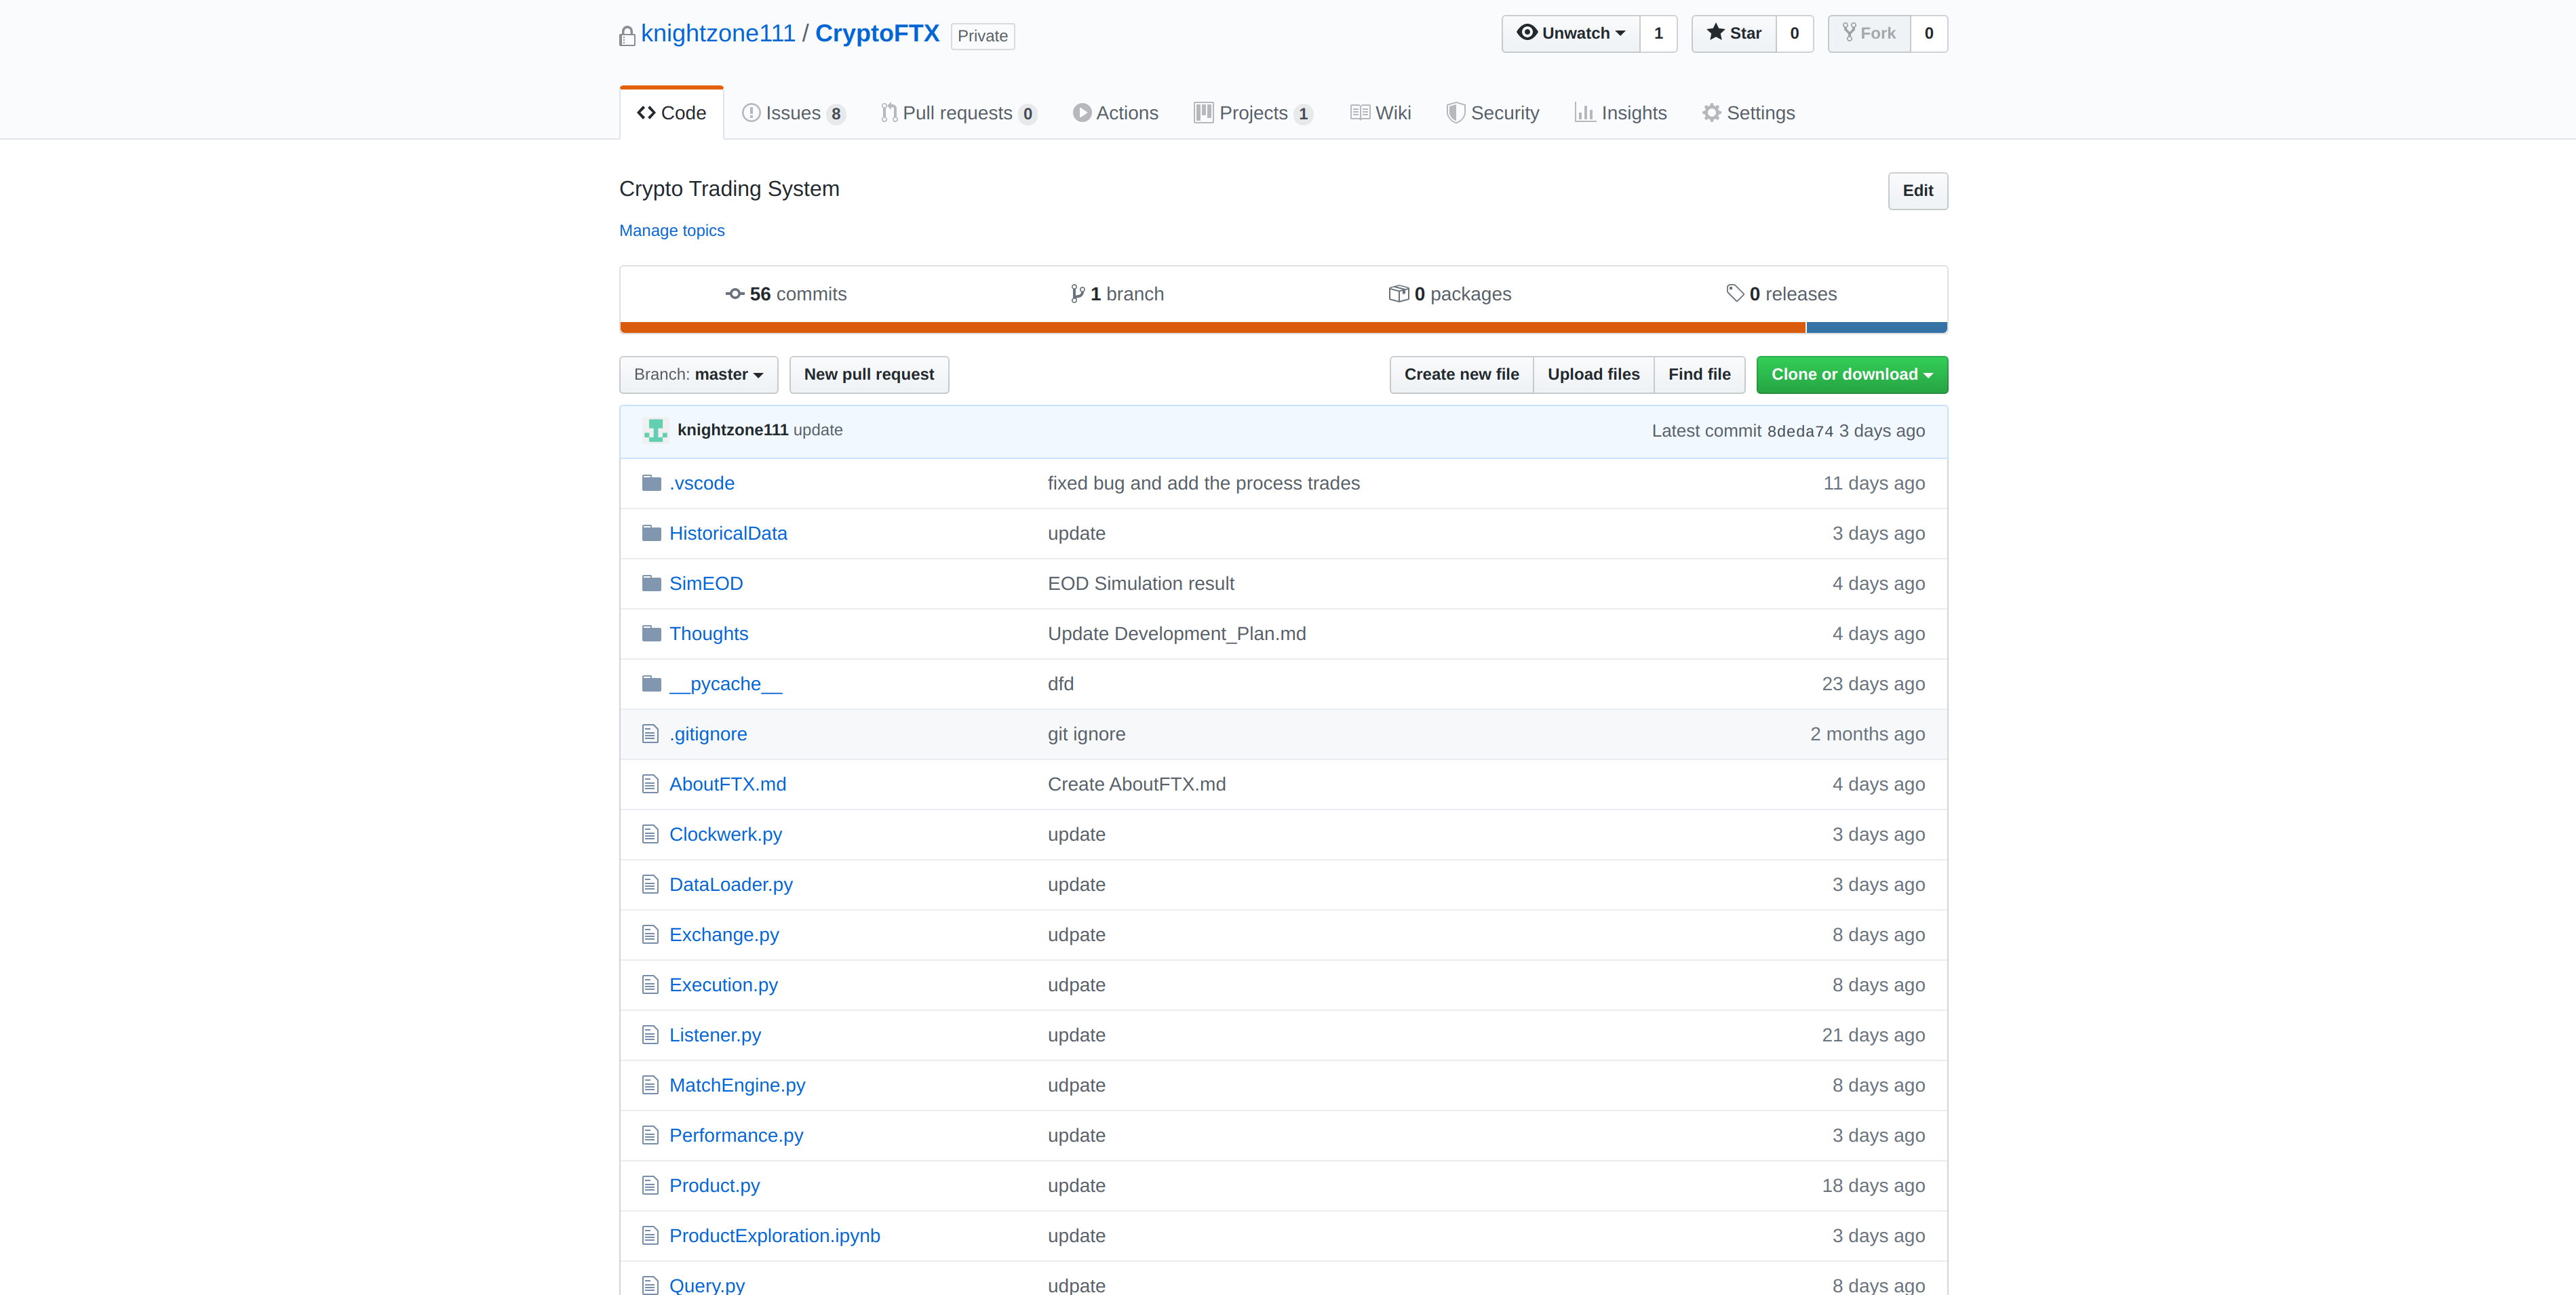 knightzone111 / CryptoFTX Private Unwatch 1 Star 0 Fork 0
Code Issues 8 Pull requests 0 Actions Projects 1 Wiki Security Insights Settings
Crypto Trading System Edit
Manage topics
56 commits 1 branch 0 packages 0 releases
Branch: master New pull request Create new file Upload files Find file Clone or download
knightzone111 update Latest commit 8deda74 3 days ago
.vscode fixed bug and add the process trades 11 days ago
HistoricalData update 3 days ago
SimEOD EOD Simulation result 4 days ago
Thoughts Update Development_Plan.md 4 days ago
__pycache__ dfd 23 days ago
.gitignore git ignore 2 months ago
AboutFTX.md Create AboutFTX.md 4 days ago
Clockwerk.py update 3 days ago
DataLoader.py update 3 days ago
Exchange.py udpate 8 days ago
Execution.py udpate 8 days ago
Listener.py update 21 days ago
MatchEngine.py udpate 8 days ago
Performance.py update 3 days ago
Product.py update 18 days ago
ProductExploration.ipynb update 3 days ago
Query.py udpate 8 days ago